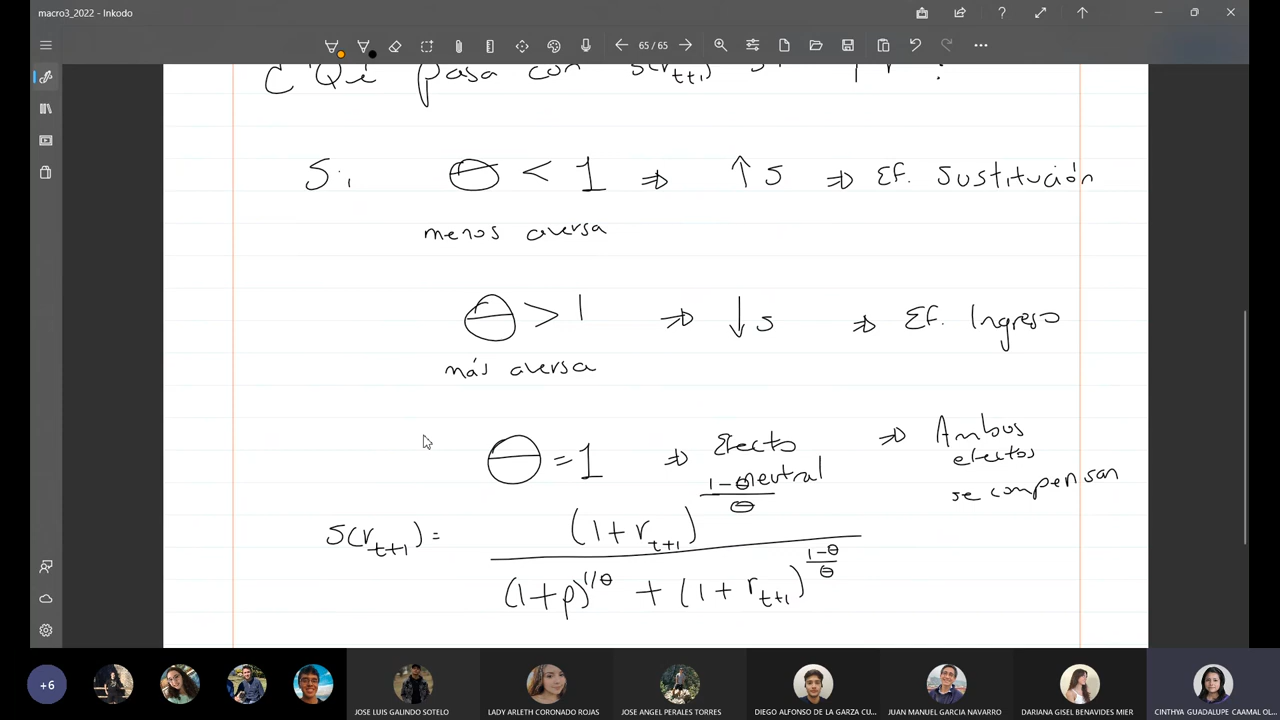 macro3_2022 - Inkodo
65 / 65
¿Qué pasa con s(r_{t+1}) si ↑r ?
Si θ < 1 ⇒ ↑ s ⇒ Ef. Sustitución
menos aversa
θ > 1 ⇒ ↓ s ⇒ Ef. Ingreso
más aversa
θ = 1 ⇒ Efecto neutral ⇒ Ambos efectos se compensan
s(r_{t+1}) = (1 + r_{t+1})^{(1-θ)/θ} / ((1+ρ)^{1/θ} + (1 + r_{t+1})^{(1-θ)/θ})
+6
JOSE LUIS GALINDO SOTELO
LADY ARLETH CORONADO ROJAS
JOSE ANGEL PERALES TORRES
DIEGO ALFONSO DE LA GARZA CU...
JUAN MANUEL GARCIA NAVARRO
DARIANA GISEL BENAVIDES MIER
CINTHYA GUADALUPE CAAMAL OL...